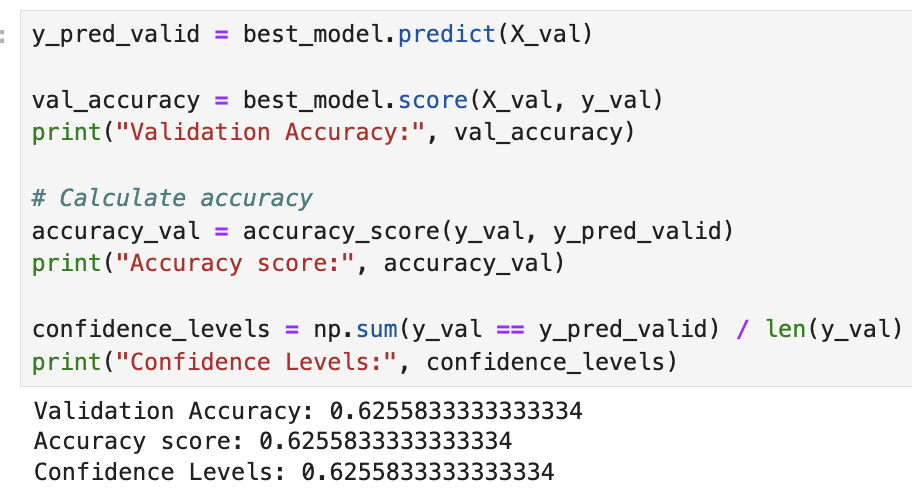 y_pred_valid = best_model.predict(X_val)
val_accuracy = best_model.score(X_val, y_val)
print("Validation Accuracy:", val_accuracy)
# Calculate accuracy
accuracy_val = accuracy_score(y_val, y_pred_valid)
print("Accuracy score:", accuracy_val)
confidence_levels = np.sum(y_val == y_pred_valid) / len(y_val)
print("Confidence Levels:", confidence_levels)
Validation Accuracy: 0.6255833333333334
Accuracy score: 0.6255833333333334
Confidence Levels: 0.6255833333333334